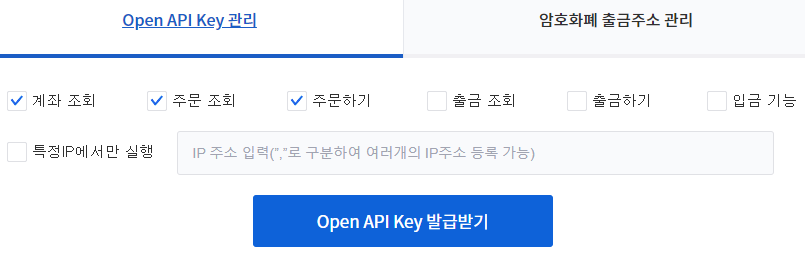 Open API Key 관리 암호화폐 출금주소 관리
계좌 조회 주문 조회 주문하기 출금 조회 출금하기 입금 기능
특정IP에서만 실행 IP 주소 입력(",”로 구분하여 여러개의 IP주소 등록 가능)
Open API Key 발급받기